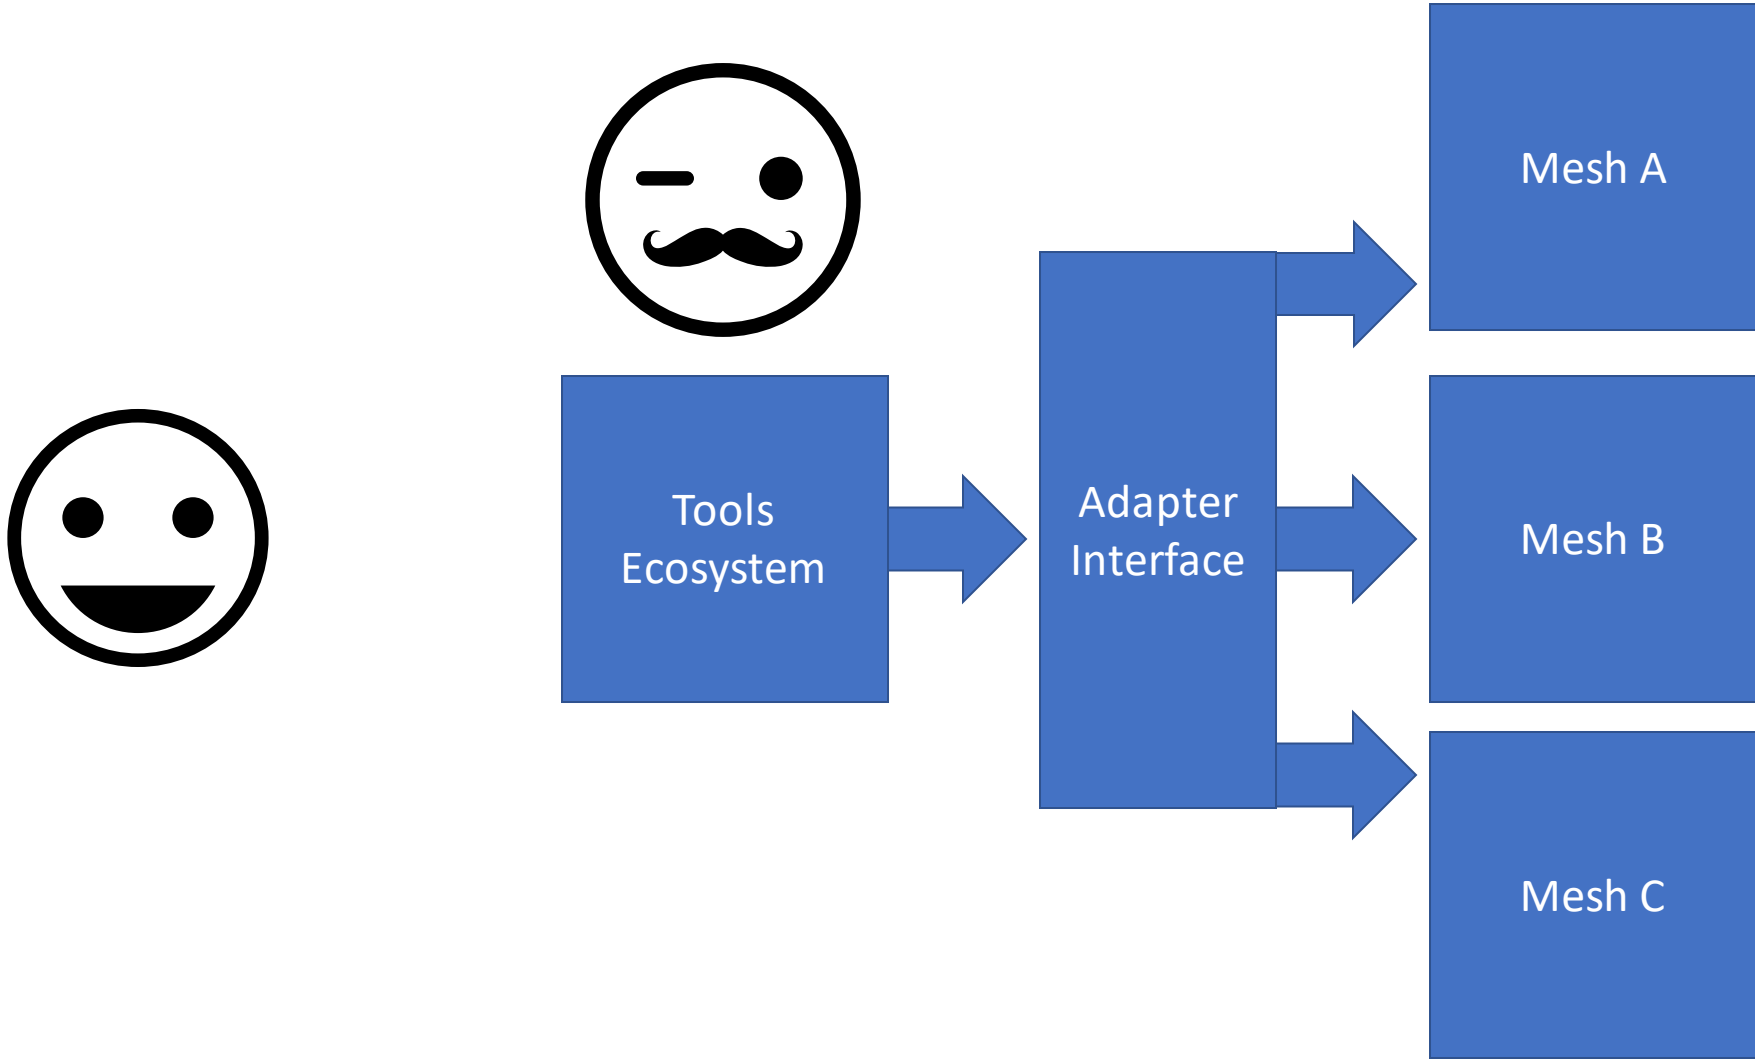 Mesh A
Tools
Ecosystem
Adapter
Interface
Mesh B
Mesh C